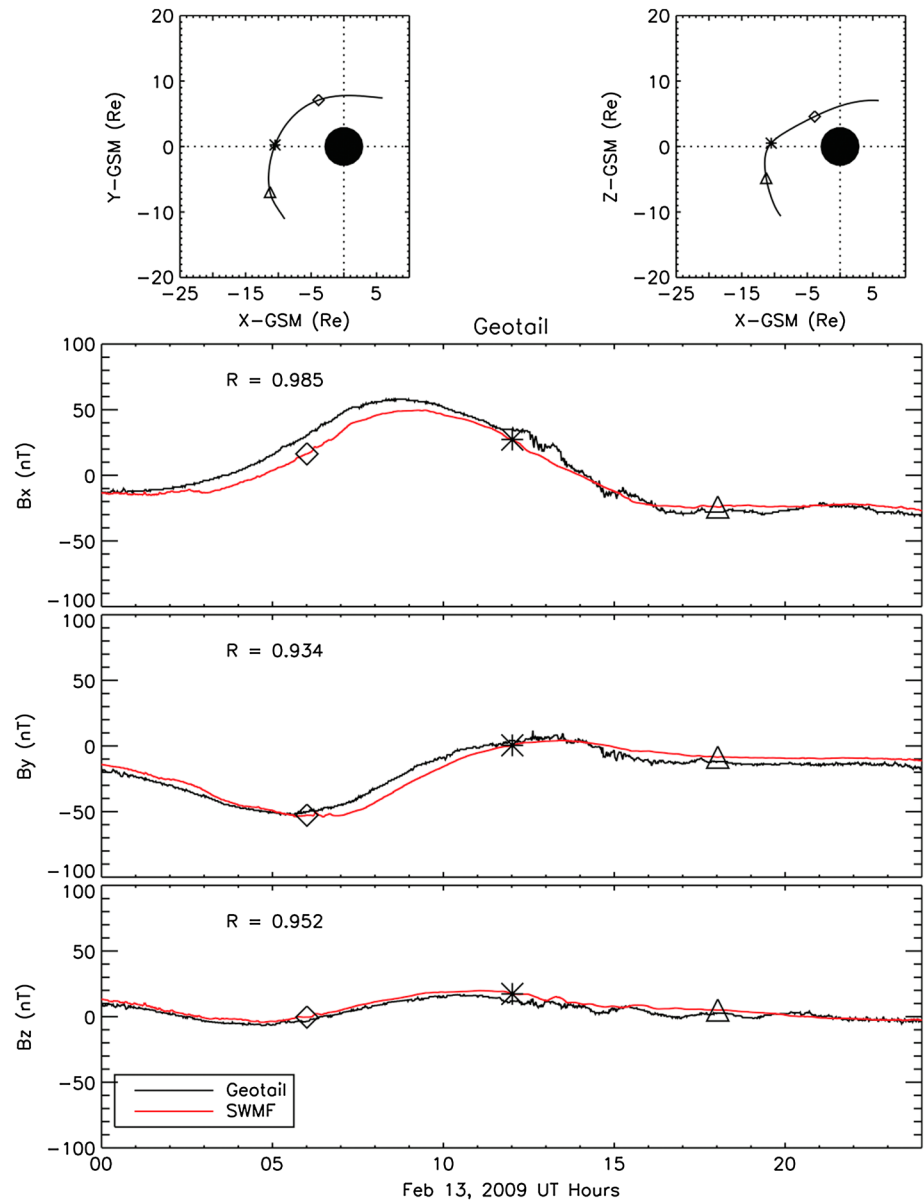 20
10
0
−10
−20
Y−GSM (Re)
−25 −15 −5 5
X−GSM (Re)
20
10
0
−10
−20
Z−GSM (Re)
−25 −15 −5 5
X−GSM (Re)
Geotail
100
50
0
−50
−100
Bx (nT)
R = 0.985
100
50
0
−50
−100
By (nT)
R = 0.934
100
50
0
−50
−100
Bz (nT)
R = 0.952
Geotail
SWMF
00 05 10 15 20
Feb 13, 2009 UT Hours